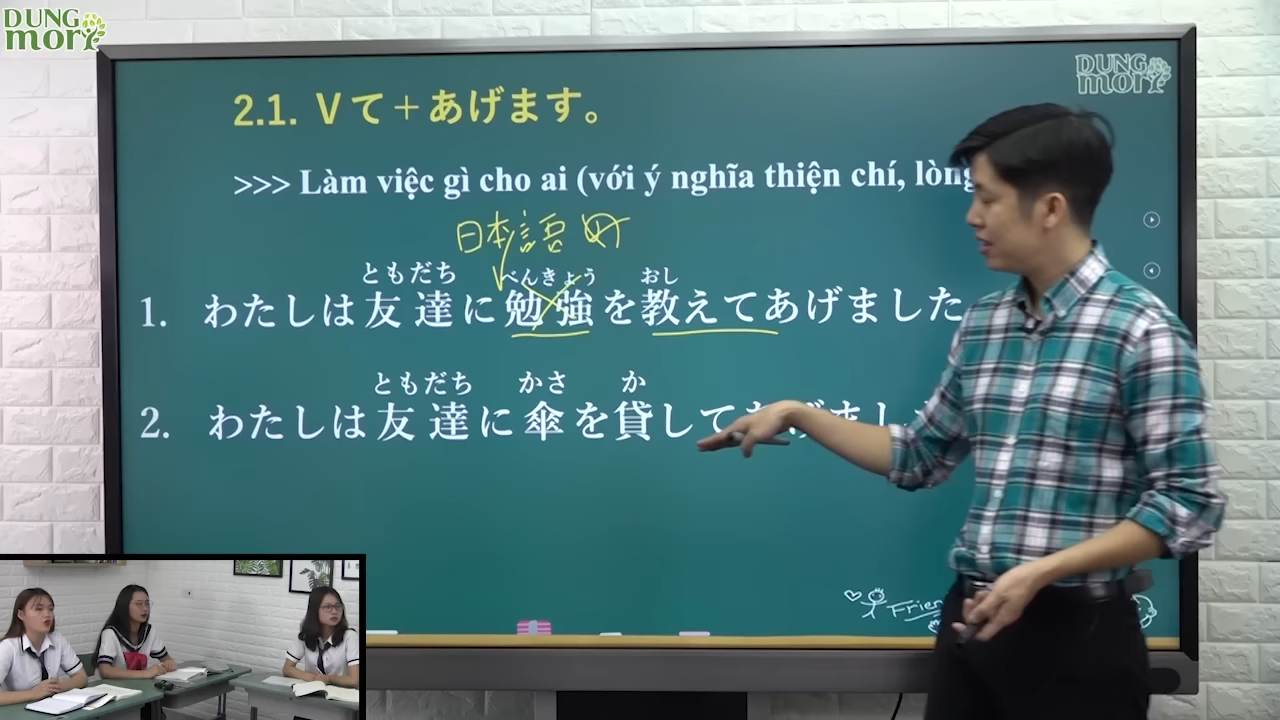 DUNG
mori
DUNG
mori
2.1. Vて＋あげます。
>>> Làm việc gì cho ai (với ý nghĩa thiện chí, lòng
日本語
ともだち べんきょう おし
1. わたしは友達に勉強を教えてあげました
ともだち かさ か
2. わたしは友達に傘を貸して